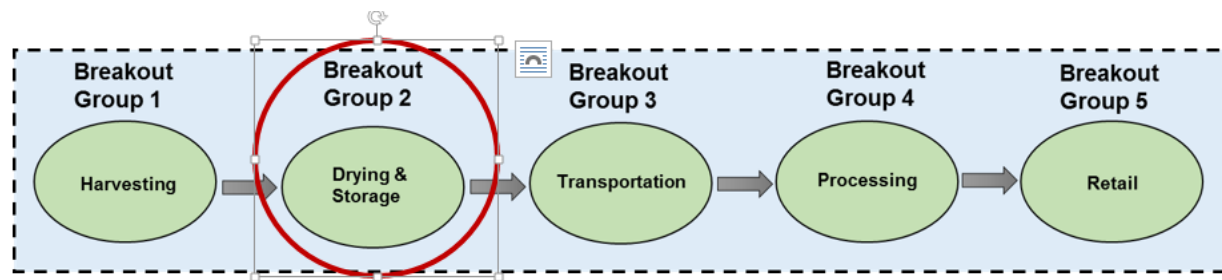 Breakout
Group 1
Breakout
Group 2
Breakout
Group 3
Breakout
Group 4
Breakout
Group 5
Harvesting
Drying &
Storage
Transportation
Processing
Retail